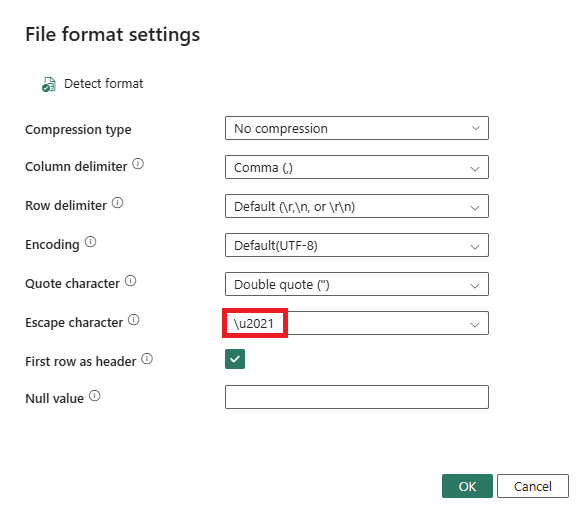 File format settings
Detect format
Compression type No compression
Column delimiter Comma (,)
Row delimiter Default (\r,\n, or \r\n)
Encoding Default(UTF-8)
Quote character Double quote (")
Escape character \u2021
First row as header
Null value
OK Cancel